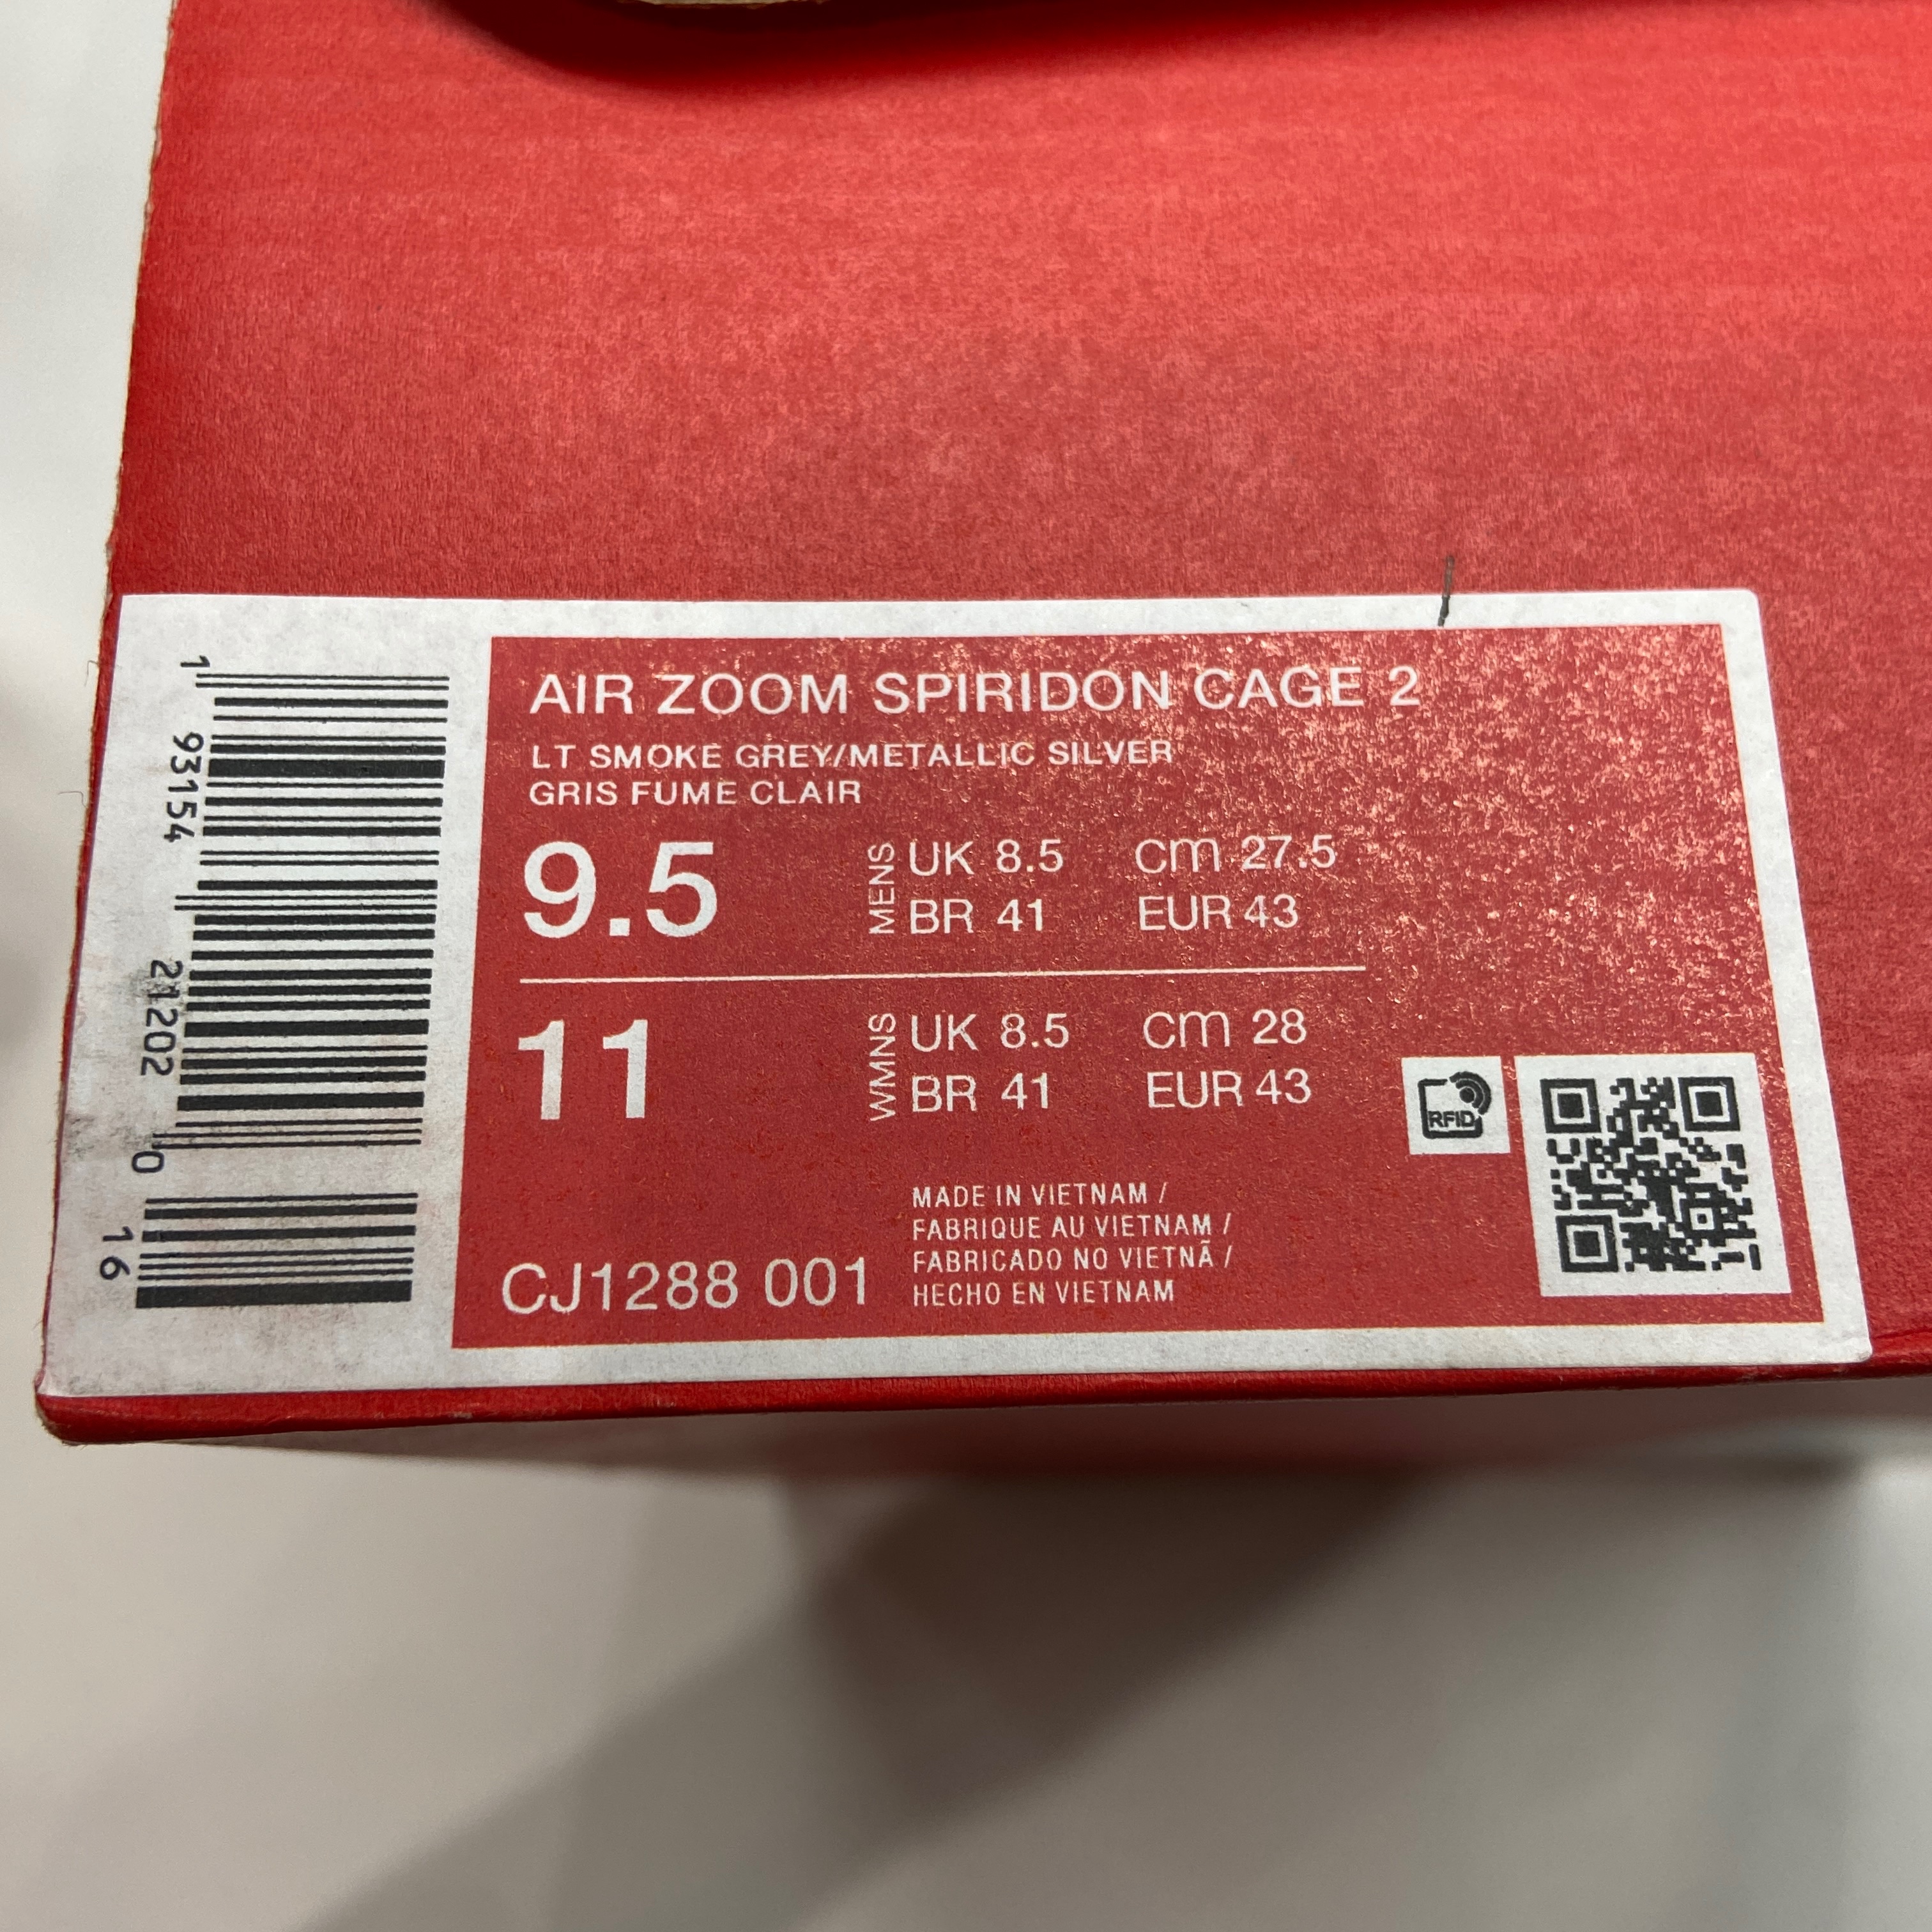 AIR ZOOM SPIRIDON CAGE 2
LT SMOKE GREY/METALLIC SILVER
GRIS FUME CLAIR
9.5 MENS UK 8.5 cm 27.5
BR 41 EUR 43
11 WMNS UK 8.5 cm 28
BR 41 EUR 43
RFID
MADE IN VIETNAM /
FABRIQUE AU VIETNAM /
FABRICADO NO VIETNÃ /
HECHO EN VIETNAM
CJ1288 001
1 93154 21202 0 16